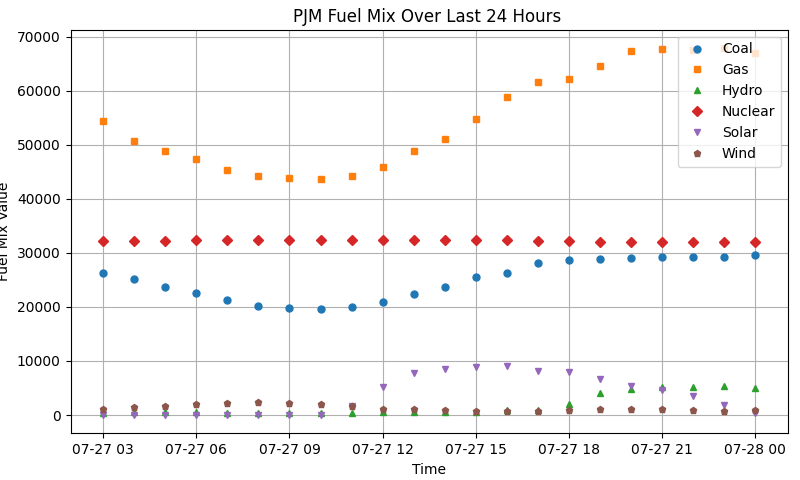 PJM Fuel Mix Over Last 24 Hours
70000
60000
50000
40000
30000
20000
10000
0
Fuel Mix Value
Coal
Gas
Hydro
Nuclear
Solar
Wind
07-27 03
07-27 06
07-27 09
07-27 12
07-27 15
07-27 18
07-27 21
07-28 00
Time